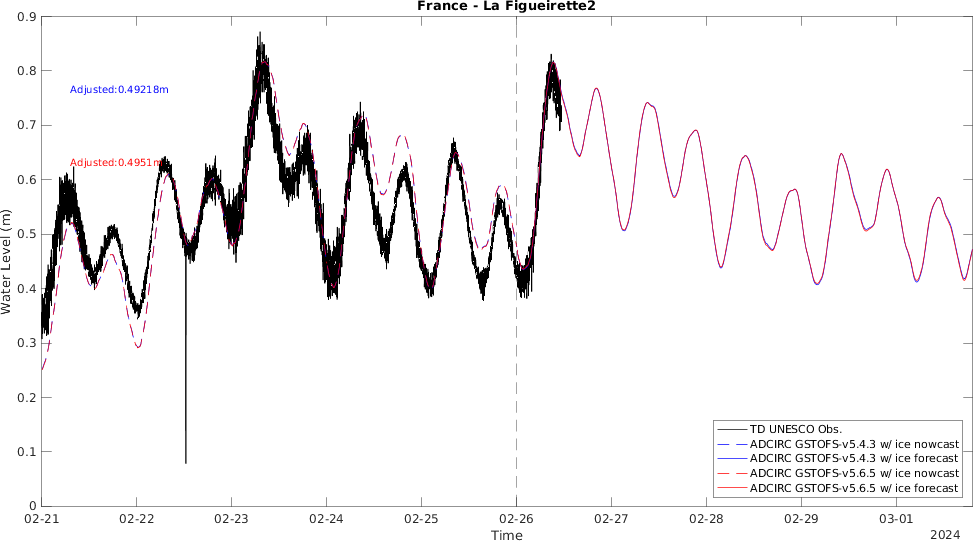 France - La Figueirette2
0.9
0.8
0.7
0.6
0.5
0.4
0.3
0.2
0.1
0
Water Level (m)
Adjusted:0.49218m
Adjusted:0.4951m
TD UNESCO Obs.
ADCIRC GSTOFS-v5.4.3 w/ ice nowcast
ADCIRC GSTOFS-v5.4.3 w/ ice forecast
ADCIRC GSTOFS-v5.6.5 w/ ice nowcast
ADCIRC GSTOFS-v5.6.5 w/ ice forecast
02-21 02-22 02-23 02-24 02-25 02-26 02-27 02-28 02-29 03-01
Time
2024